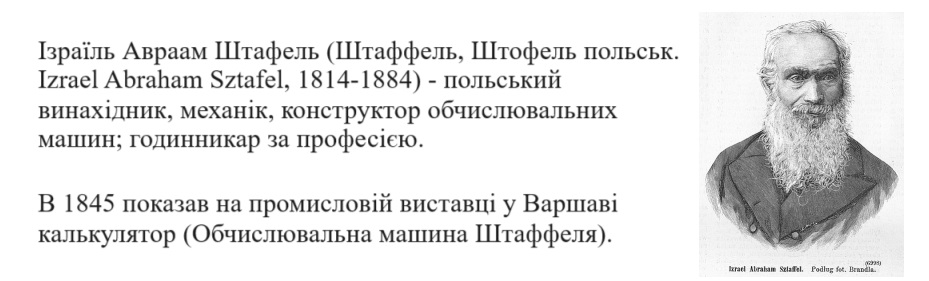 Ізраїль Авраам Штафель (Штаффель, Штофель польськ.
Izrael Abraham Sztafel, 1814-1884) - польський
винахідник, механік, конструктор обчислювальних
машин; годинникар за професією.
В 1845 показав на промисловій виставці у Варшаві
калькулятор (Обчислювальна машина Штаффеля).
(6298)
Izrael Abraham Sztaffel. Podług fot. Brandla.